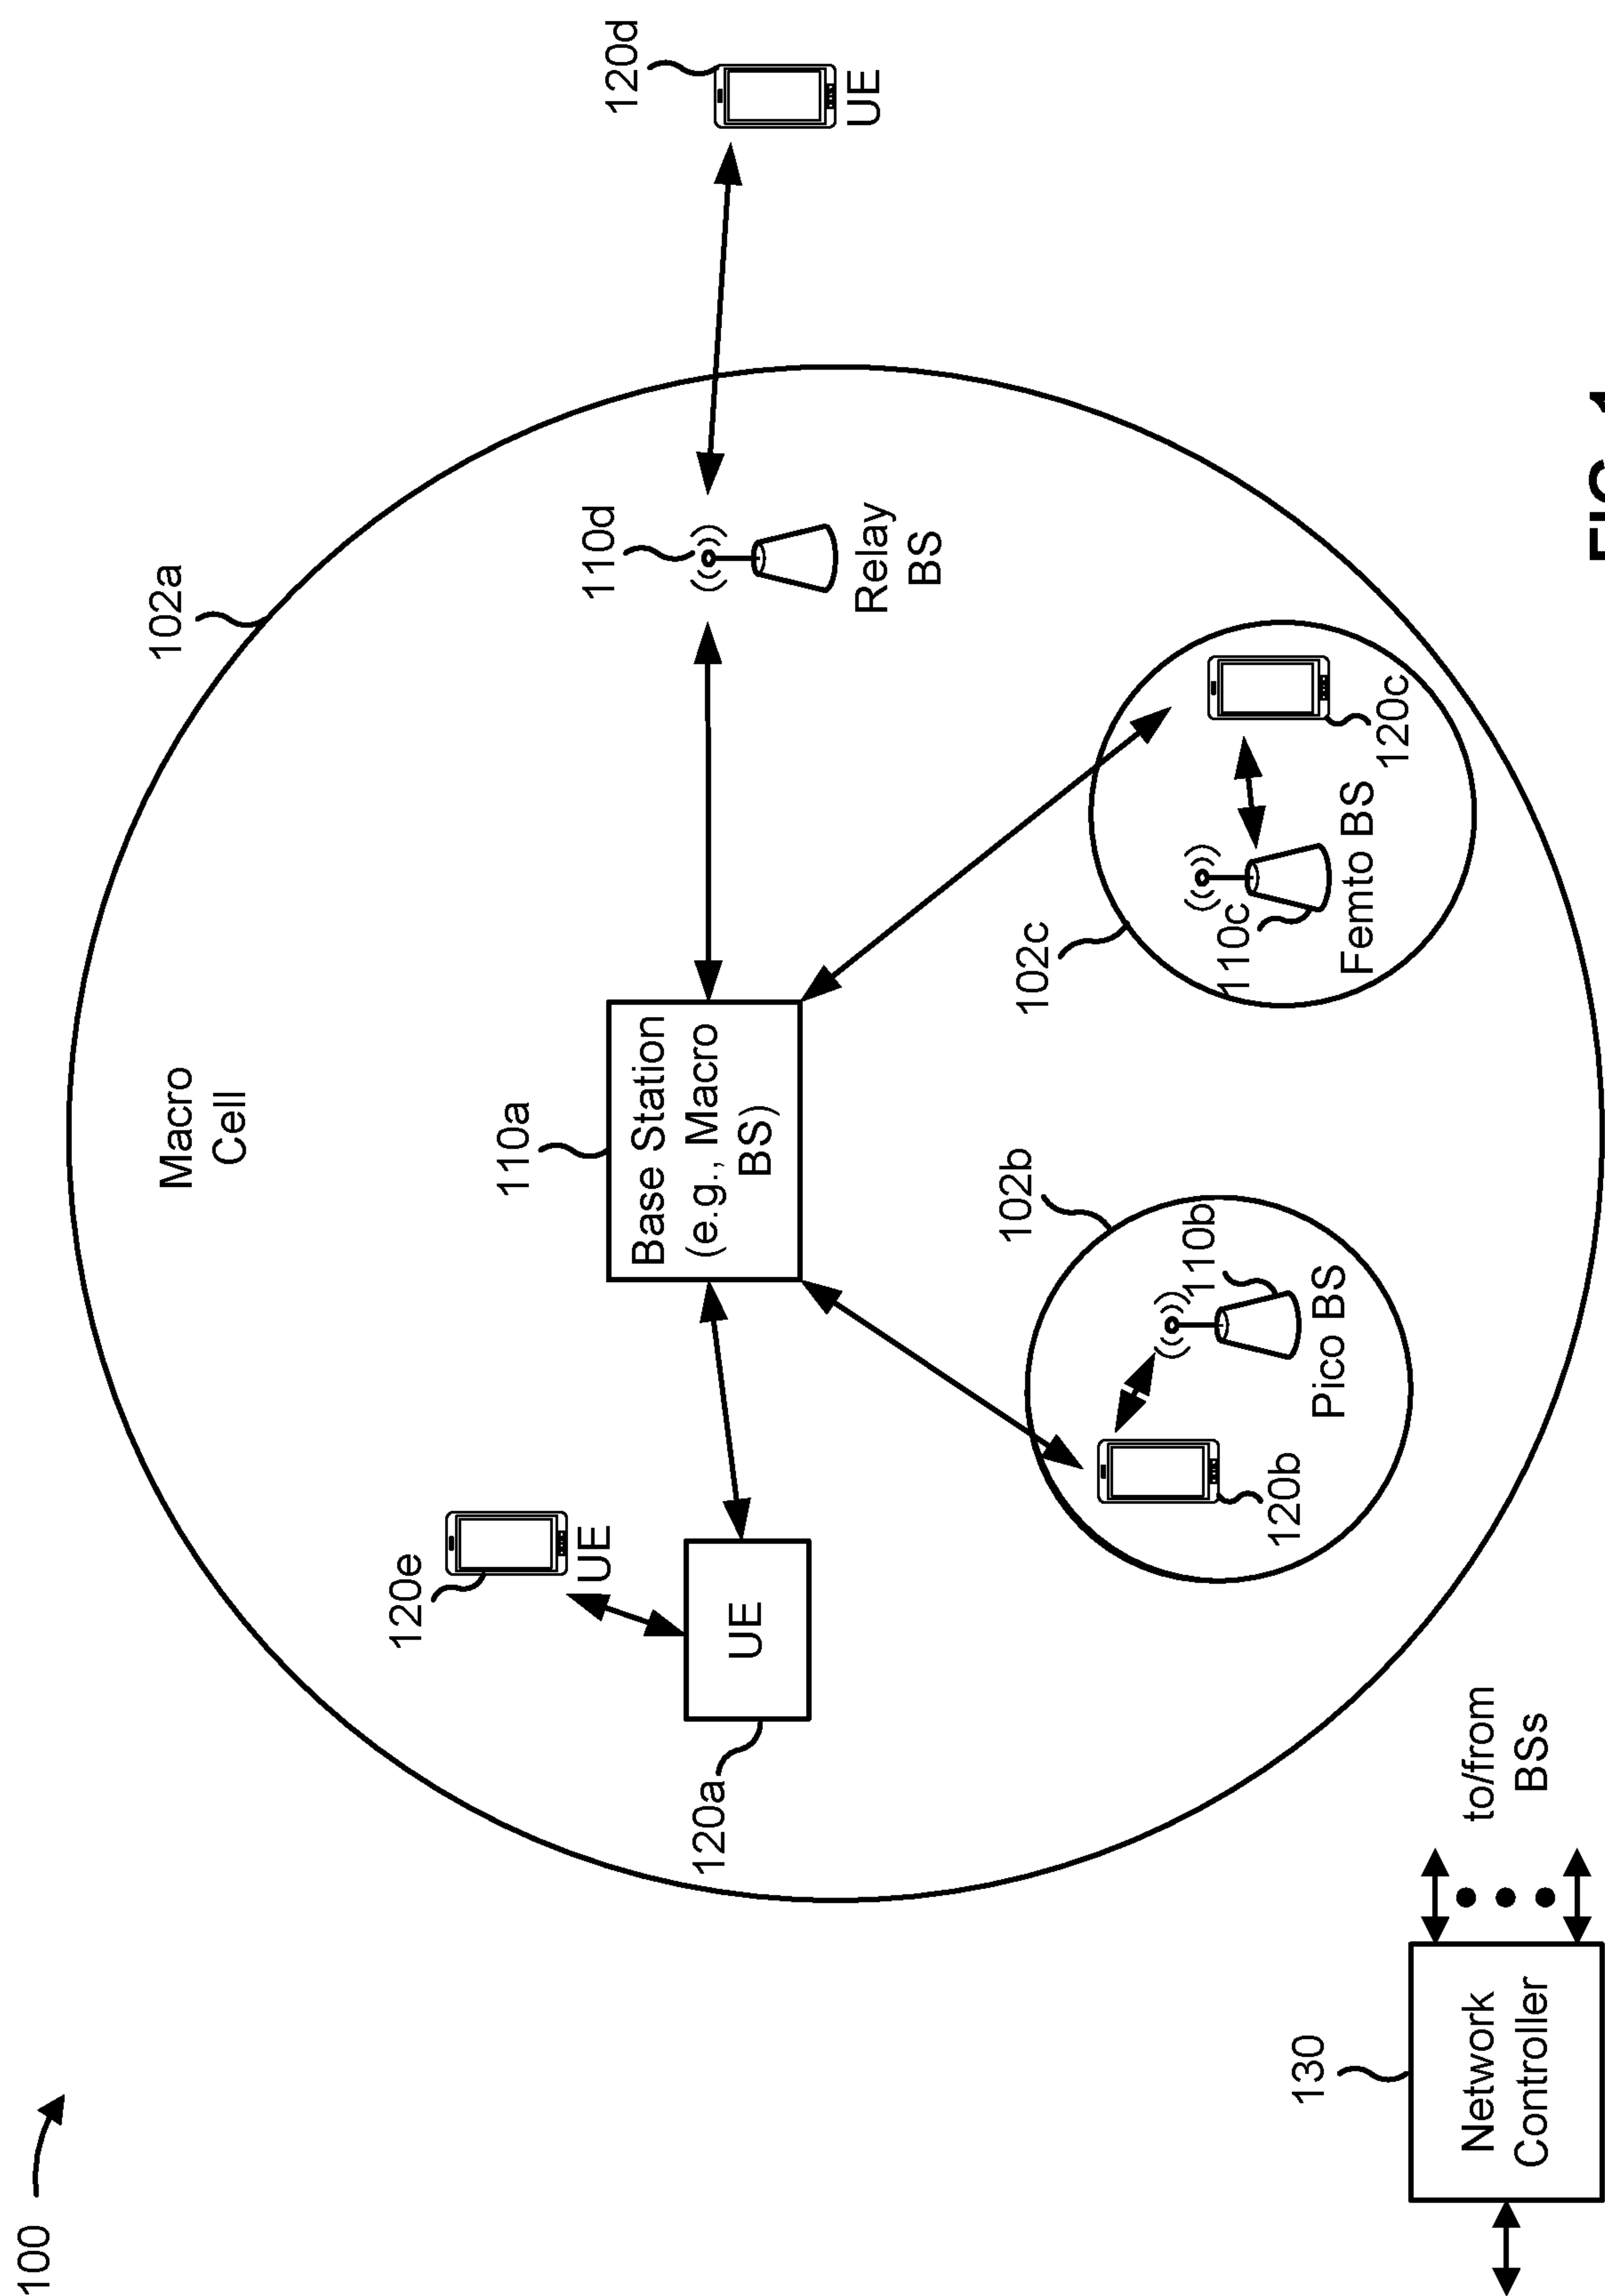 100
102a
Macro
Cell
110a
Base Station
(e.g., Macro
BS)
110d
Relay
BS
120d
UE
120e
UE
120a
UE
102b
110b
Pico BS
120b
102c
110c
Femto BS
120c
130
Network
Controller
to/from
BSs